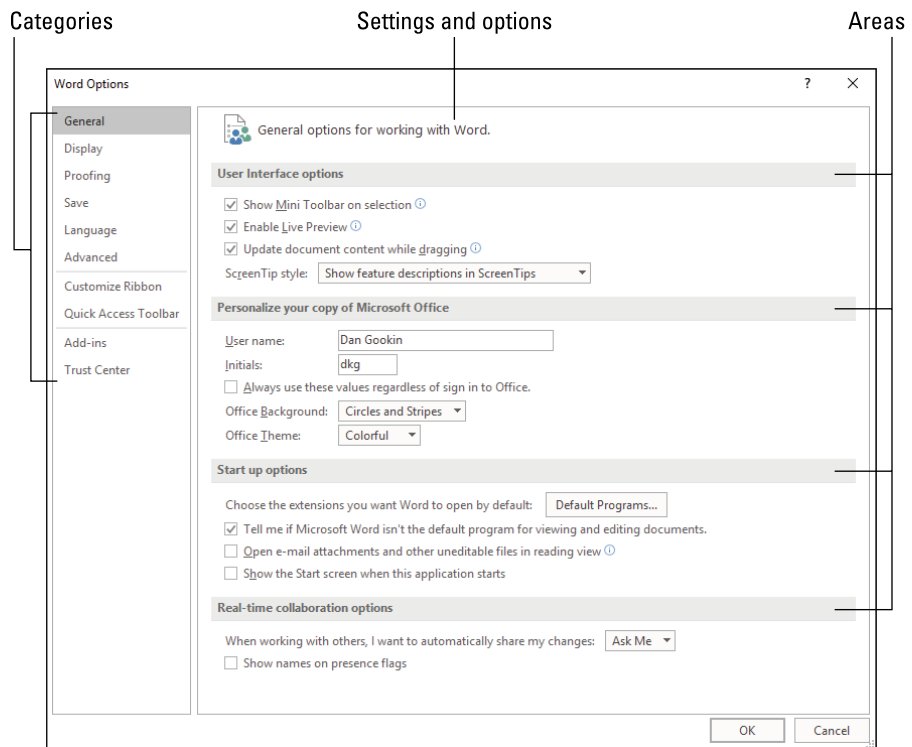 Categories Settings and options Areas
Word Options ? ×
General
Display
Proofing
Save
Language
Advanced
Customize Ribbon
Quick Access Toolbar
Add-ins
Trust Center
General options for working with Word.
User Interface options
Show Mini Toolbar on selection
Enable Live Preview
Update document content while dragging
ScreenTip style: Show feature descriptions in ScreenTips
Personalize your copy of Microsoft Office
User name: Dan Gookin
Initials: dkg
Always use these values regardless of sign in to Office.
Office Background: Circles and Stripes
Office Theme: Colorful
Start up options
Choose the extensions you want Word to open by default: Default Programs...
Tell me if Microsoft Word isn't the default program for viewing and editing documents.
Open e-mail attachments and other uneditable files in reading view
Show the Start screen when this application starts
Real-time collaboration options
When working with others, I want to automatically share my changes: Ask Me
Show names on presence flags
OK Cancel